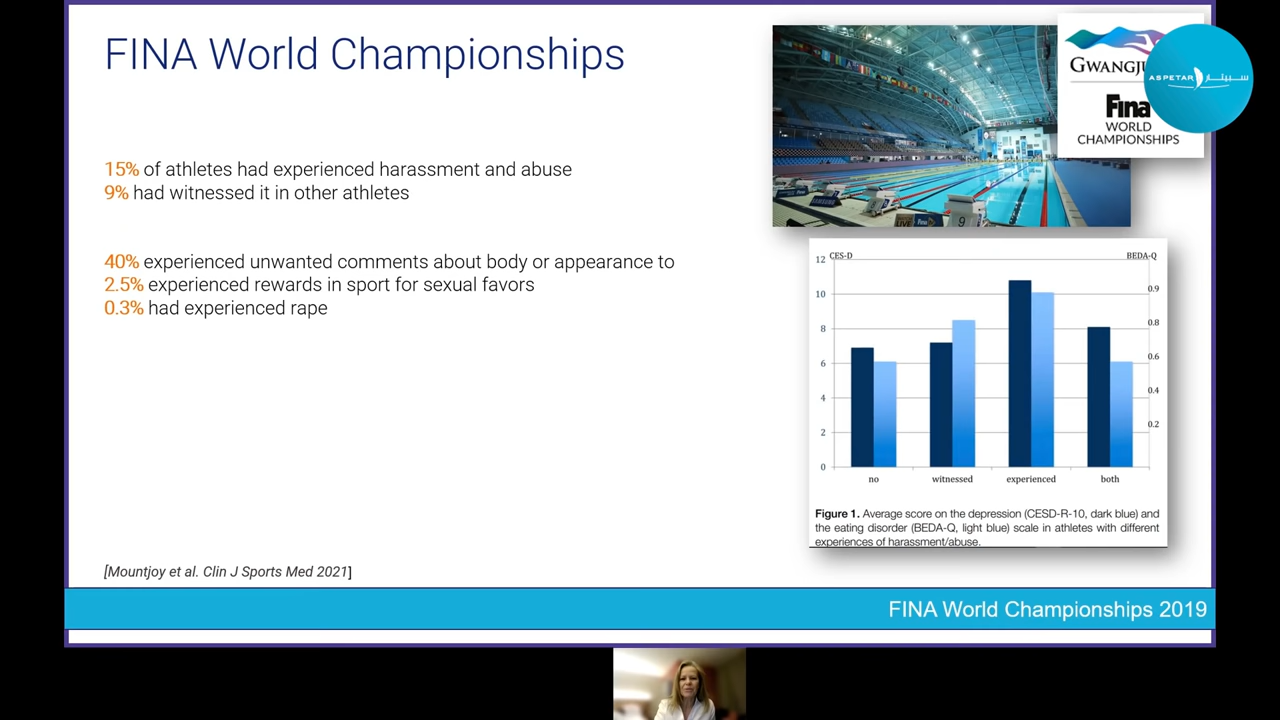 FINA World Championships
GWANGJU
Fina
WORLD
CHAMPIONSHIPS
ASPETAR سبيتار
15% of athletes had experienced harassment and abuse
9% had witnessed it in other athletes
40% experienced unwanted comments about body or appearance to
2.5% experienced rewards in sport for sexual favors
0.3% had experienced rape
SAMSUNG
9
CES-D
BEDA-Q
12
10
8
6
4
2
0
0.9
0.8
0.6
0.4
0.2
no witnessed experienced both
Figure 1. Average score on the depression (CESD-R-10, dark blue) and
the eating disorder (BEDA-Q, light blue) scale in athletes with different
experiences of harassment/abuse.
[Mountjoy et al. Clin J Sports Med 2021]
FINA World Championships 2019